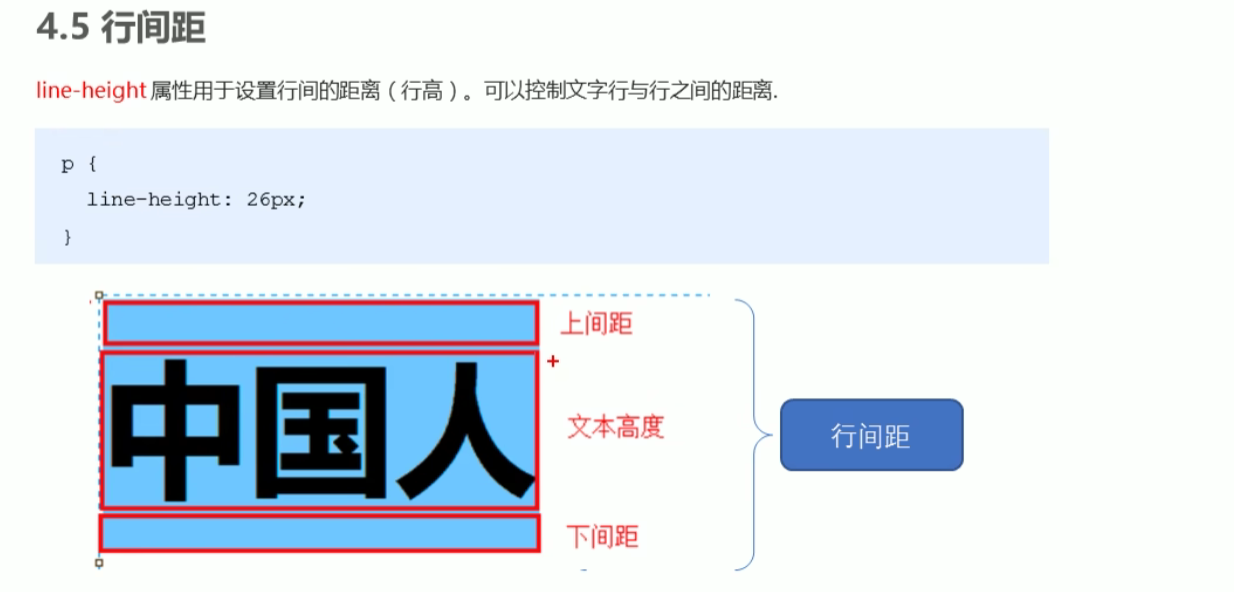 4.5 行间距
line-height 属性用于设置行间的距离（行高）。可以控制文字行与行之间的距离.
p {
line-height: 26px;
}
上间距
中国人
文本高度
行间距
下间距